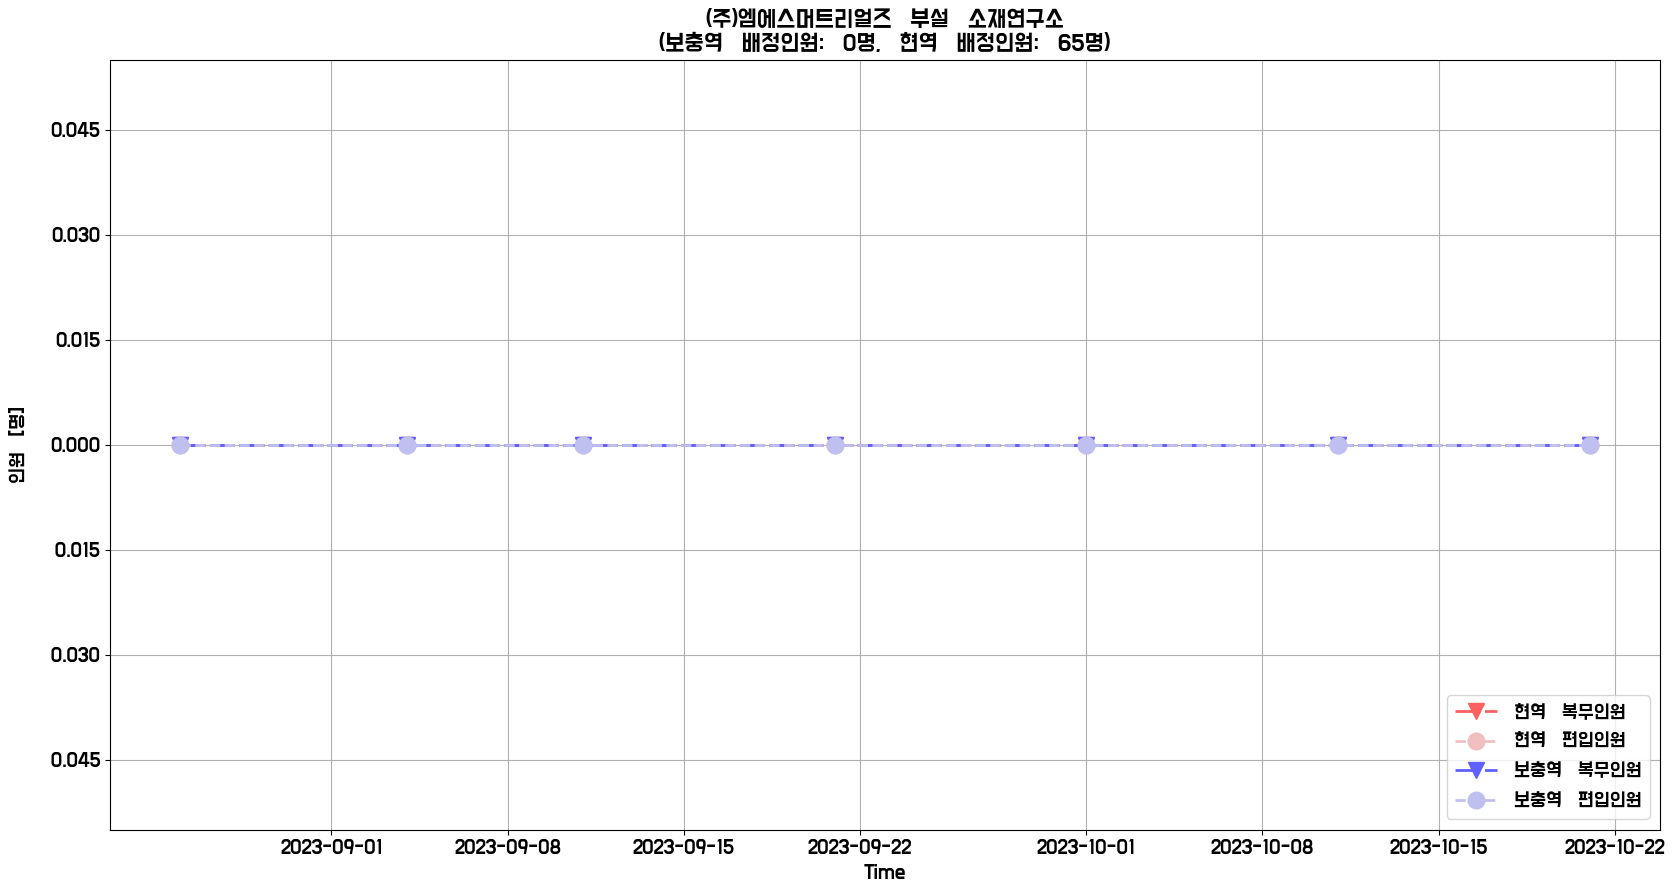 (주)엠에스머트리얼즈 부설 소재연구소
(보충역 배정인원: 0명, 현역 배정인원: 65명)
0.045
0.030
0.015
0.000
0.015
0.030
0.045
인원 [명]
2023-09-01 2023-09-08 2023-09-15 2023-09-22 2023-10-01 2023-10-08 2023-10-15 2023-10-22
Time
현역 복무인원
현역 편입인원
보충역 복무인원
보충역 편입인원